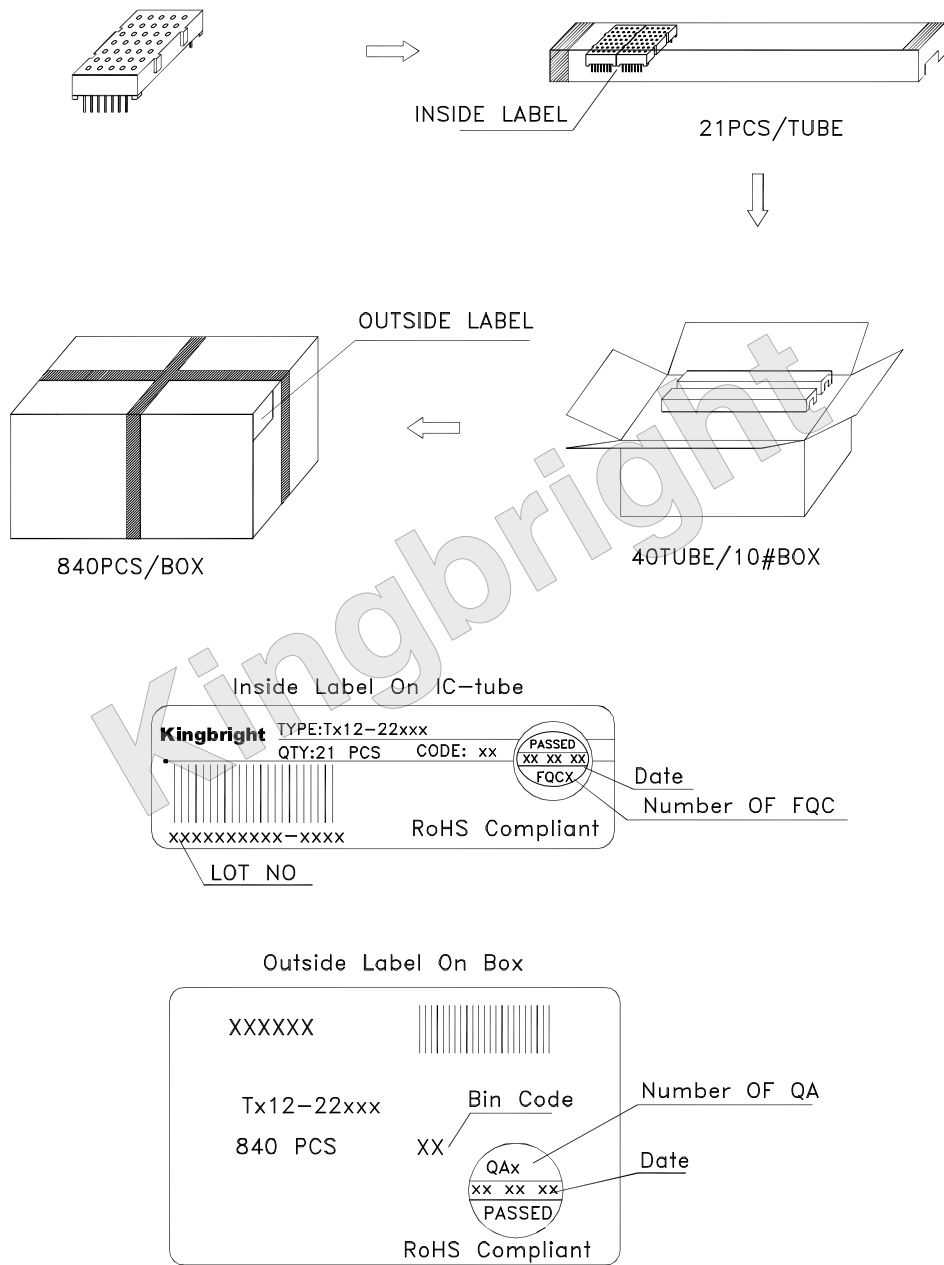 INSIDE LABEL
21PCS/TUBE
OUTSIDE LABEL
840PCS/BOX
40TUBE/10#BOX
Kingbright
Inside Label On IC-tube
Kingbright
TYPE:Tx12-22xxx
QTY:21 PCS CODE: xx
PASSED
XX XX XX
FQCX
Date
Number OF FQC
RoHS Compliant
xxxxxxxxxx-xxxx
LOT NO
Outside Label On Box
XXXXXX
Tx12-22xxx
Bin Code
Number OF QA
840 PCS
XX
QAx
Date
xx xx xx
PASSED
RoHS Compliant